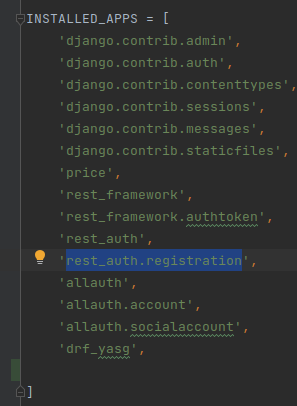 INSTALLED_APPS = [
'django.contrib.admin',
'django.contrib.auth',
'django.contrib.contenttypes',
'django.contrib.sessions',
'django.contrib.messages',
'django.contrib.staticfiles',
'price',
'rest_framework',
'rest_framework.authtoken',
'rest_auth',
'rest_auth.registration',
'allauth',
'allauth.account',
'allauth.socialaccount',
'drf_yasg',
]